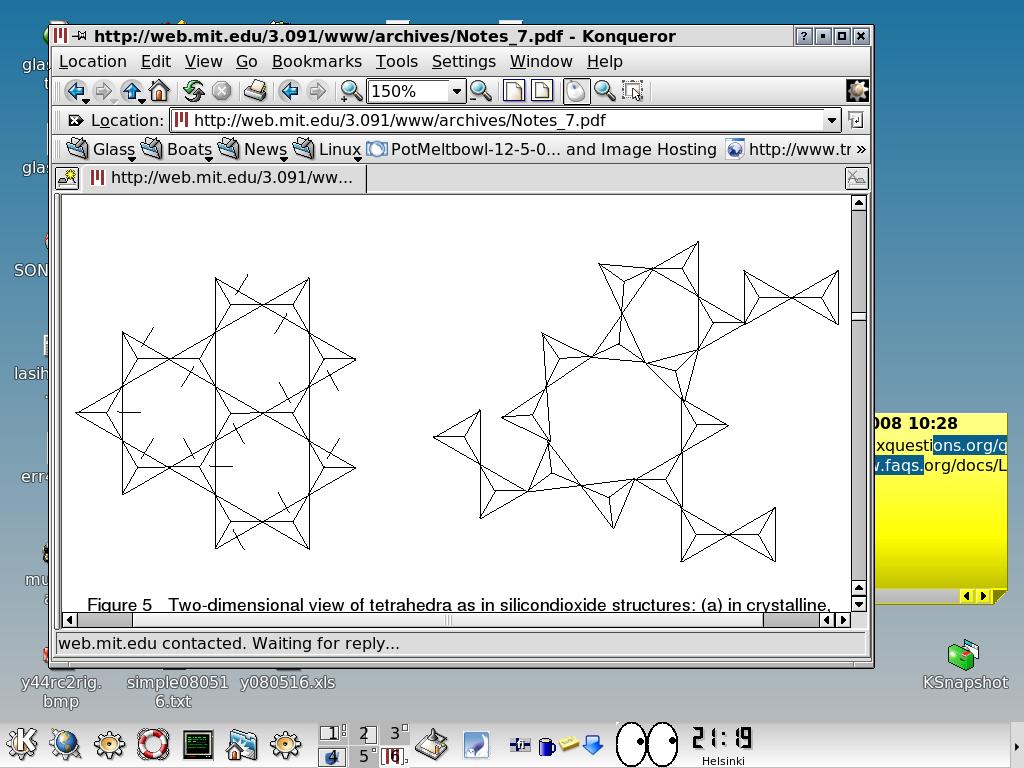 http://web.mit.edu/3.091/www/archives/Notes_7.pdf - Konqueror
Location Edit View Go Bookmarks Tools Settings Window Help
150%
Location: http://web.mit.edu/3.091/www/archives/Notes_7.pdf
Glass Boats News Linux PotMeltbowl-12-5-0... and Image Hosting http://www.tr »
http://web.mit.edu/3.091/ww...
Figure 5 Two-dimensional view of tetrahedra as in silicondioxide structures: (a) in crystalline,
web.mit.edu contacted. Waiting for reply...
008 10:28
xquestions.org/q
w.faqs.org/docs/L
glas
glas
SON
lasih
err
mu
y44rc2rig.
bmp
simple08051
6.txt
y080516.xls
KSnapshot
1 2 3
4 5 6
21:19
Helsinki